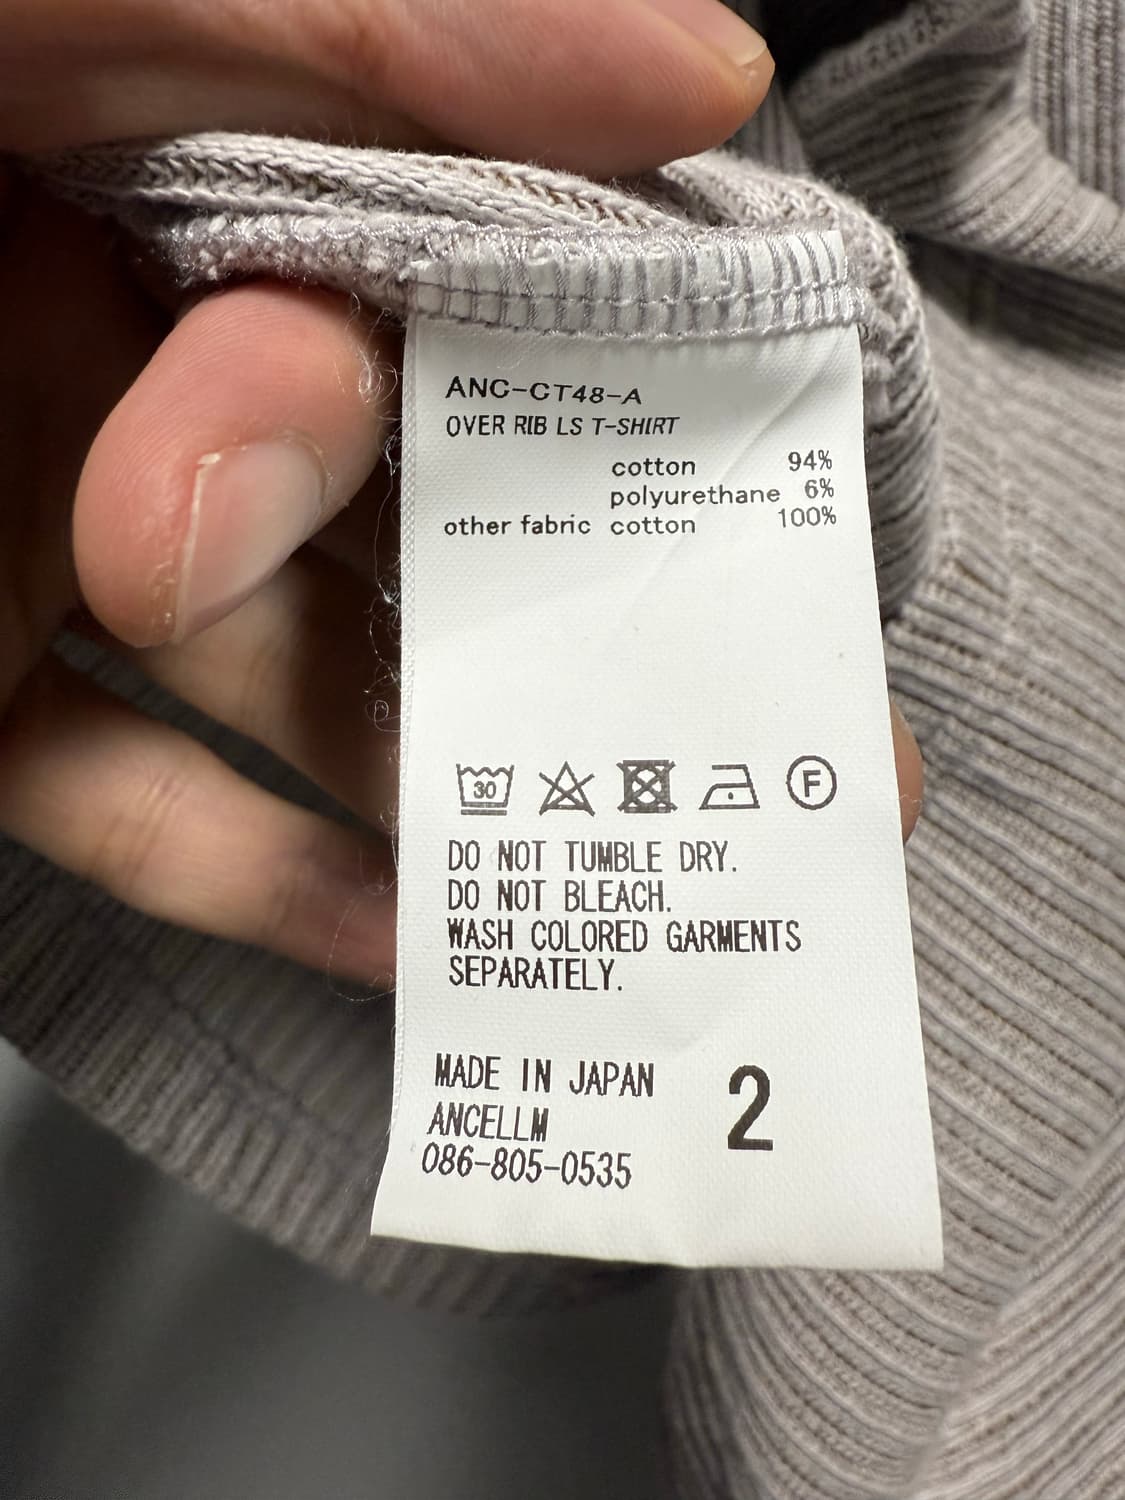 ANC-CT48-A
OVER RIB LS T-SHIRT
cotton 94%
polyurethane 6%
other fabric cotton 100%
30
F
DO NOT TUMBLE DRY.
DO NOT BLEACH.
WASH COLORED GARMENTS
SEPARATELY.
MADE IN JAPAN
ANCELLM
086-805-0535
2